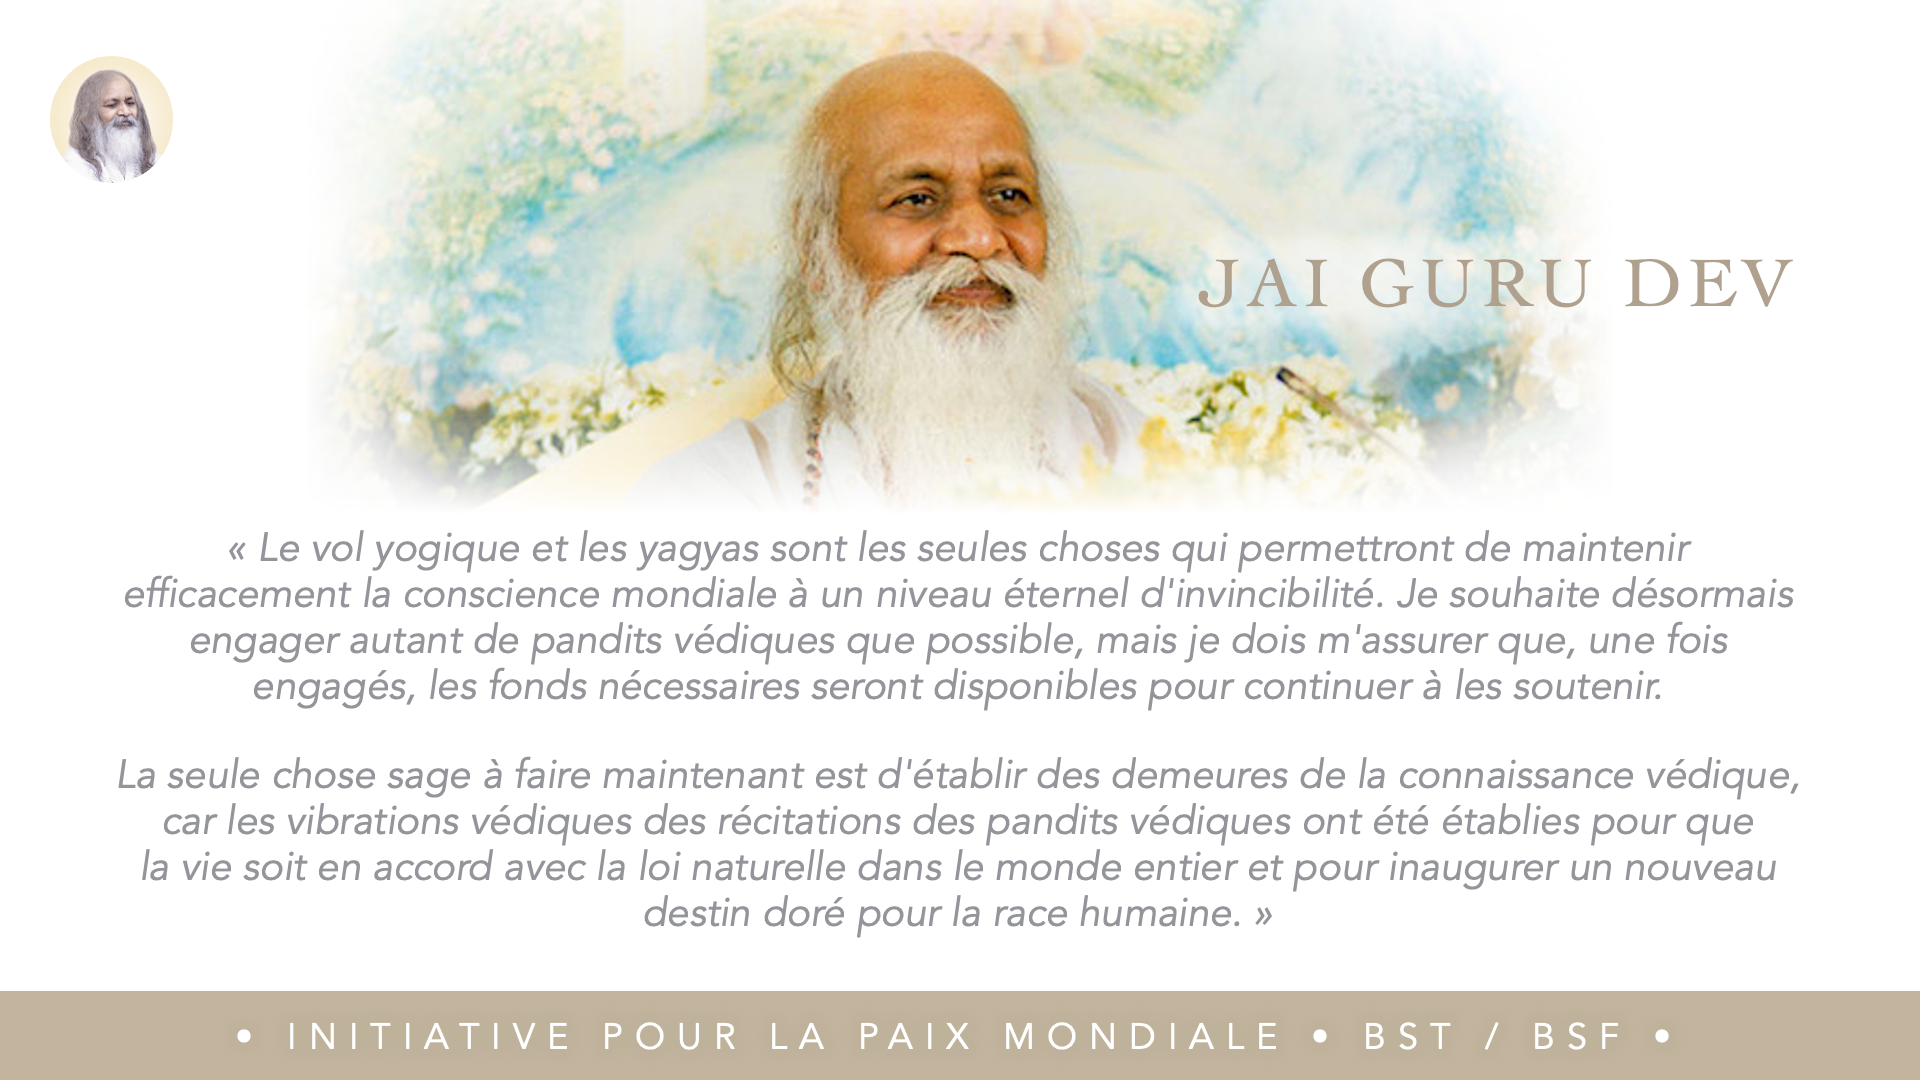 JAI GURU DEV
« Le vol yogique et les yagyas sont les seules choses qui permettront de maintenir
efficacement la conscience mondiale à un niveau éternel d'invincibilité. Je souhaite désormais
engager autant de pandits védiques que possible, mais je dois m'assurer que, une fois
engagés, les fonds nécessaires seront disponibles pour continuer à les soutenir.
La seule chose sage à faire maintenant est d'établir des demeures de la connaissance védique,
car les vibrations védiques des récitations des pandits védiques ont été établies pour que
la vie soit en accord avec la loi naturelle dans le monde entier et pour inaugurer un nouveau
destin doré pour la race humaine. »
• INITIATIVE POUR LA PAIX MONDIALE • BST / BSF •